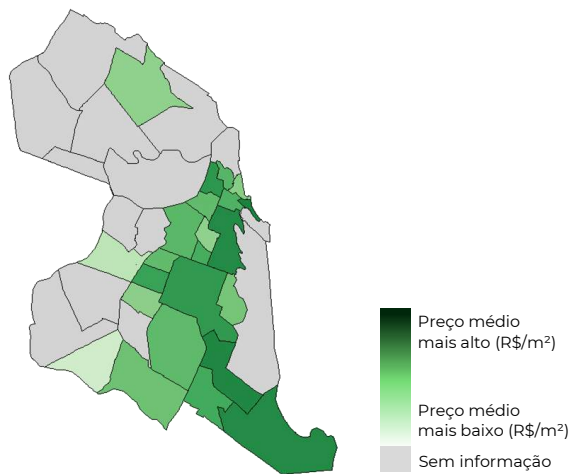 Preço médio
mais alto (R$/m²)
Preço médio
mais baixo (R$/m²)
Sem informação